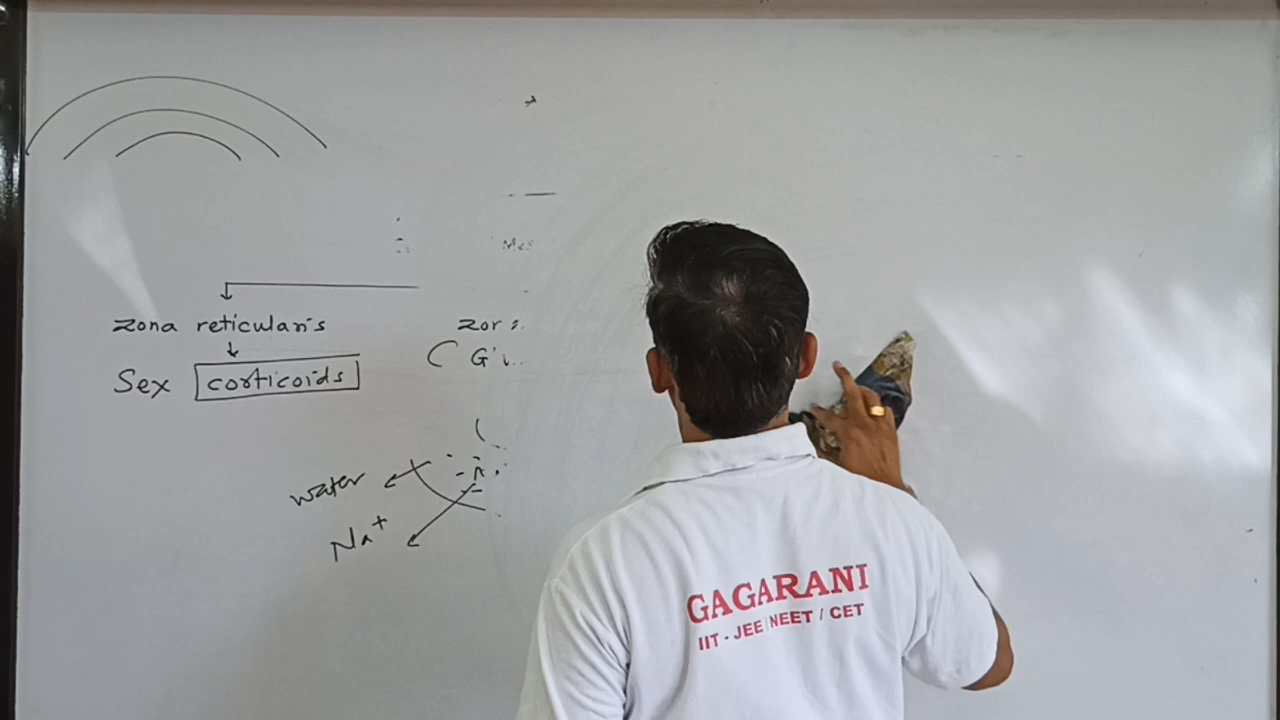 zona reticularis
Sex corticoids
water
Na⁺
GAGARANI
IIT - JEE | NEET / CET